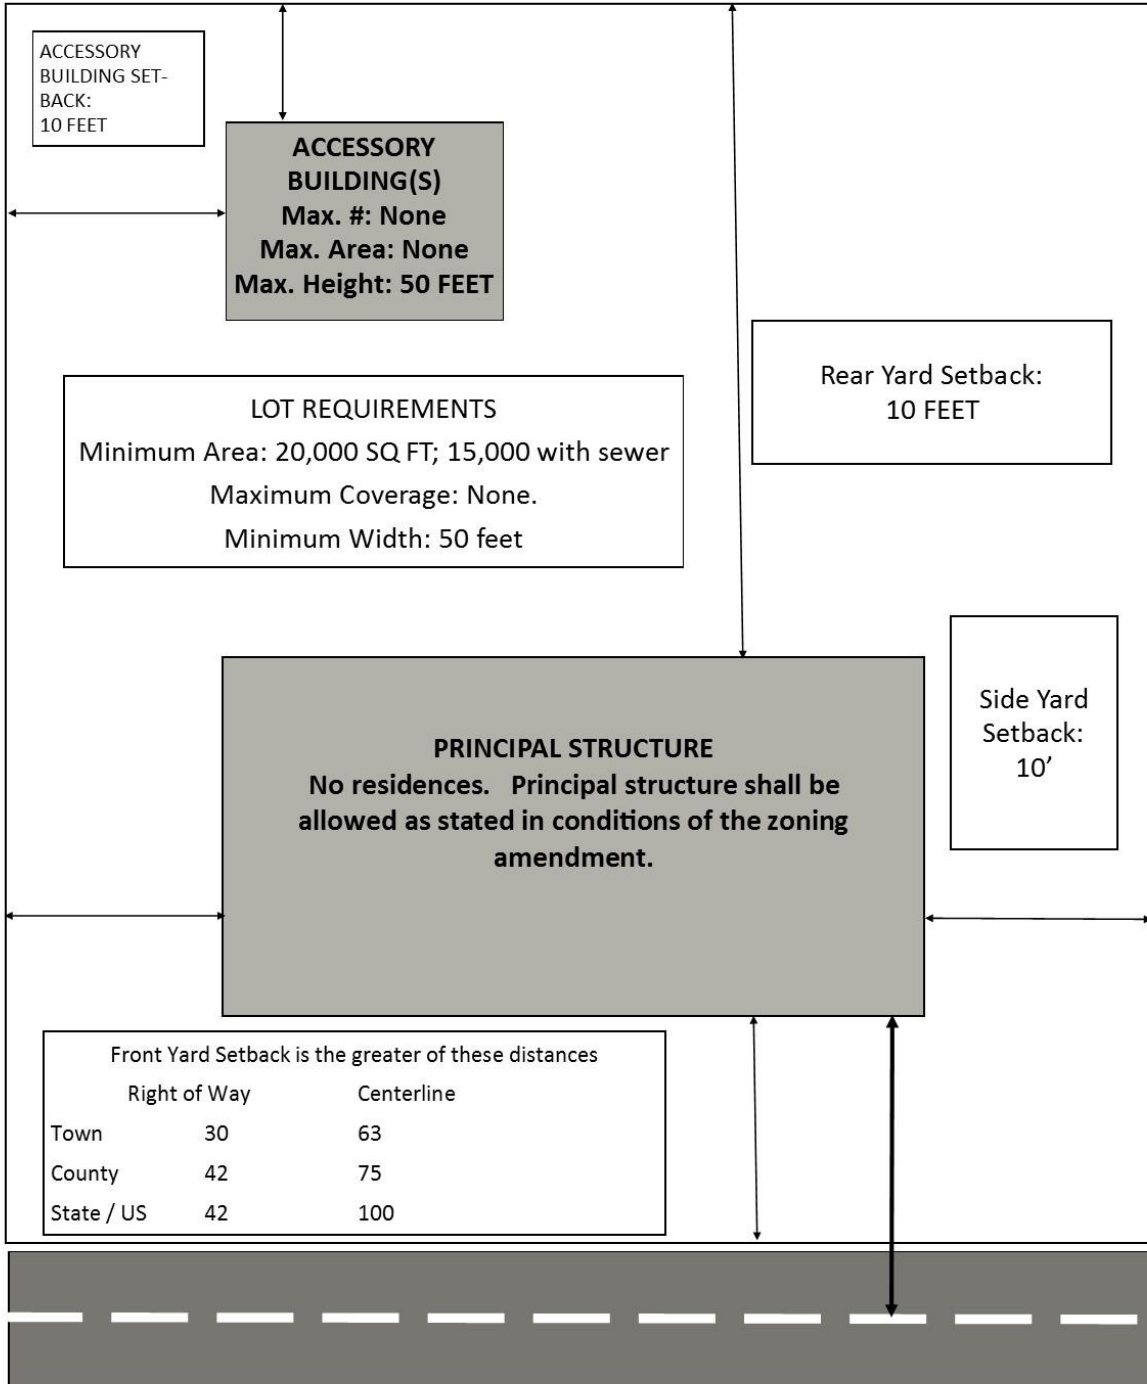 ACCESSORY
BUILDING SET-
BACK:
10 FEET
ACCESSORY
BUILDING(S)
Max. #: None
Max. Area: None
Max. Height: 50 FEET
Rear Yard Setback:
10 FEET
LOT REQUIREMENTS
Minimum Area: 20,000 SQ FT; 15,000 with sewer
Maximum Coverage: None.
Minimum Width: 50 feet
Side Yard
Setback:
10’
PRINCIPAL STRUCTURE
No residences.   Principal structure shall be
allowed as stated in conditions of the zoning
amendment.
Front Yard Setback is the greater of these distances
Right of Way Centerline
Town 30 63
County 42 75
State / US 42 100